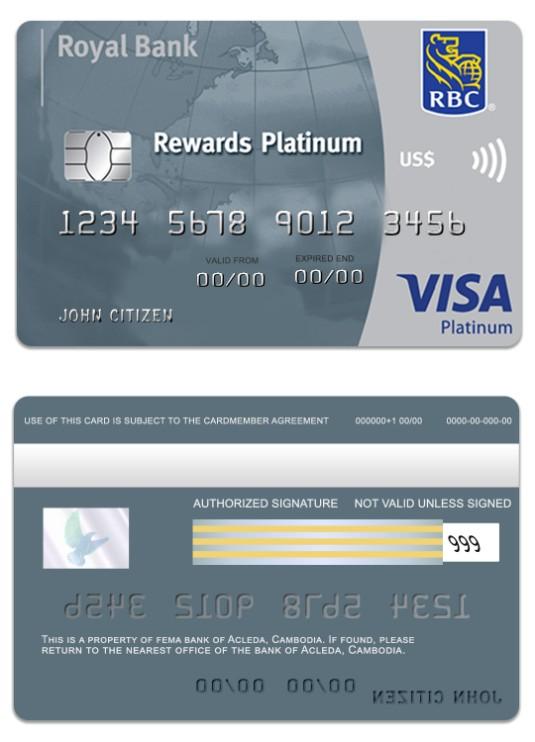 Royal Bank
RBC®
Rewards Platinum
US$
1234 5678 9012 3456
VALID FROM EXPIRED END
00/00 00/00
VISA
Platinum
JOHN CITIZEN
USE OF THIS CARD IS SUBJECT TO THE CARDMEMBER AGREEMENT 000000+1 00/00 0000-00-000-00
AUTHORIZED SIGNATURE NOT VALID UNLESS SIGNED
999
1234 5678 9012 3456
THIS IS A PROPERTY OF FEMA BANK OF ACLEDA, CAMBODIA. IF FOUND, PLEASE
RETURN TO THE NEAREST OFFICE OF THE BANK OF ACLEDA, CAMBODIA.
00/00 00/00
JOHN CITIZEN